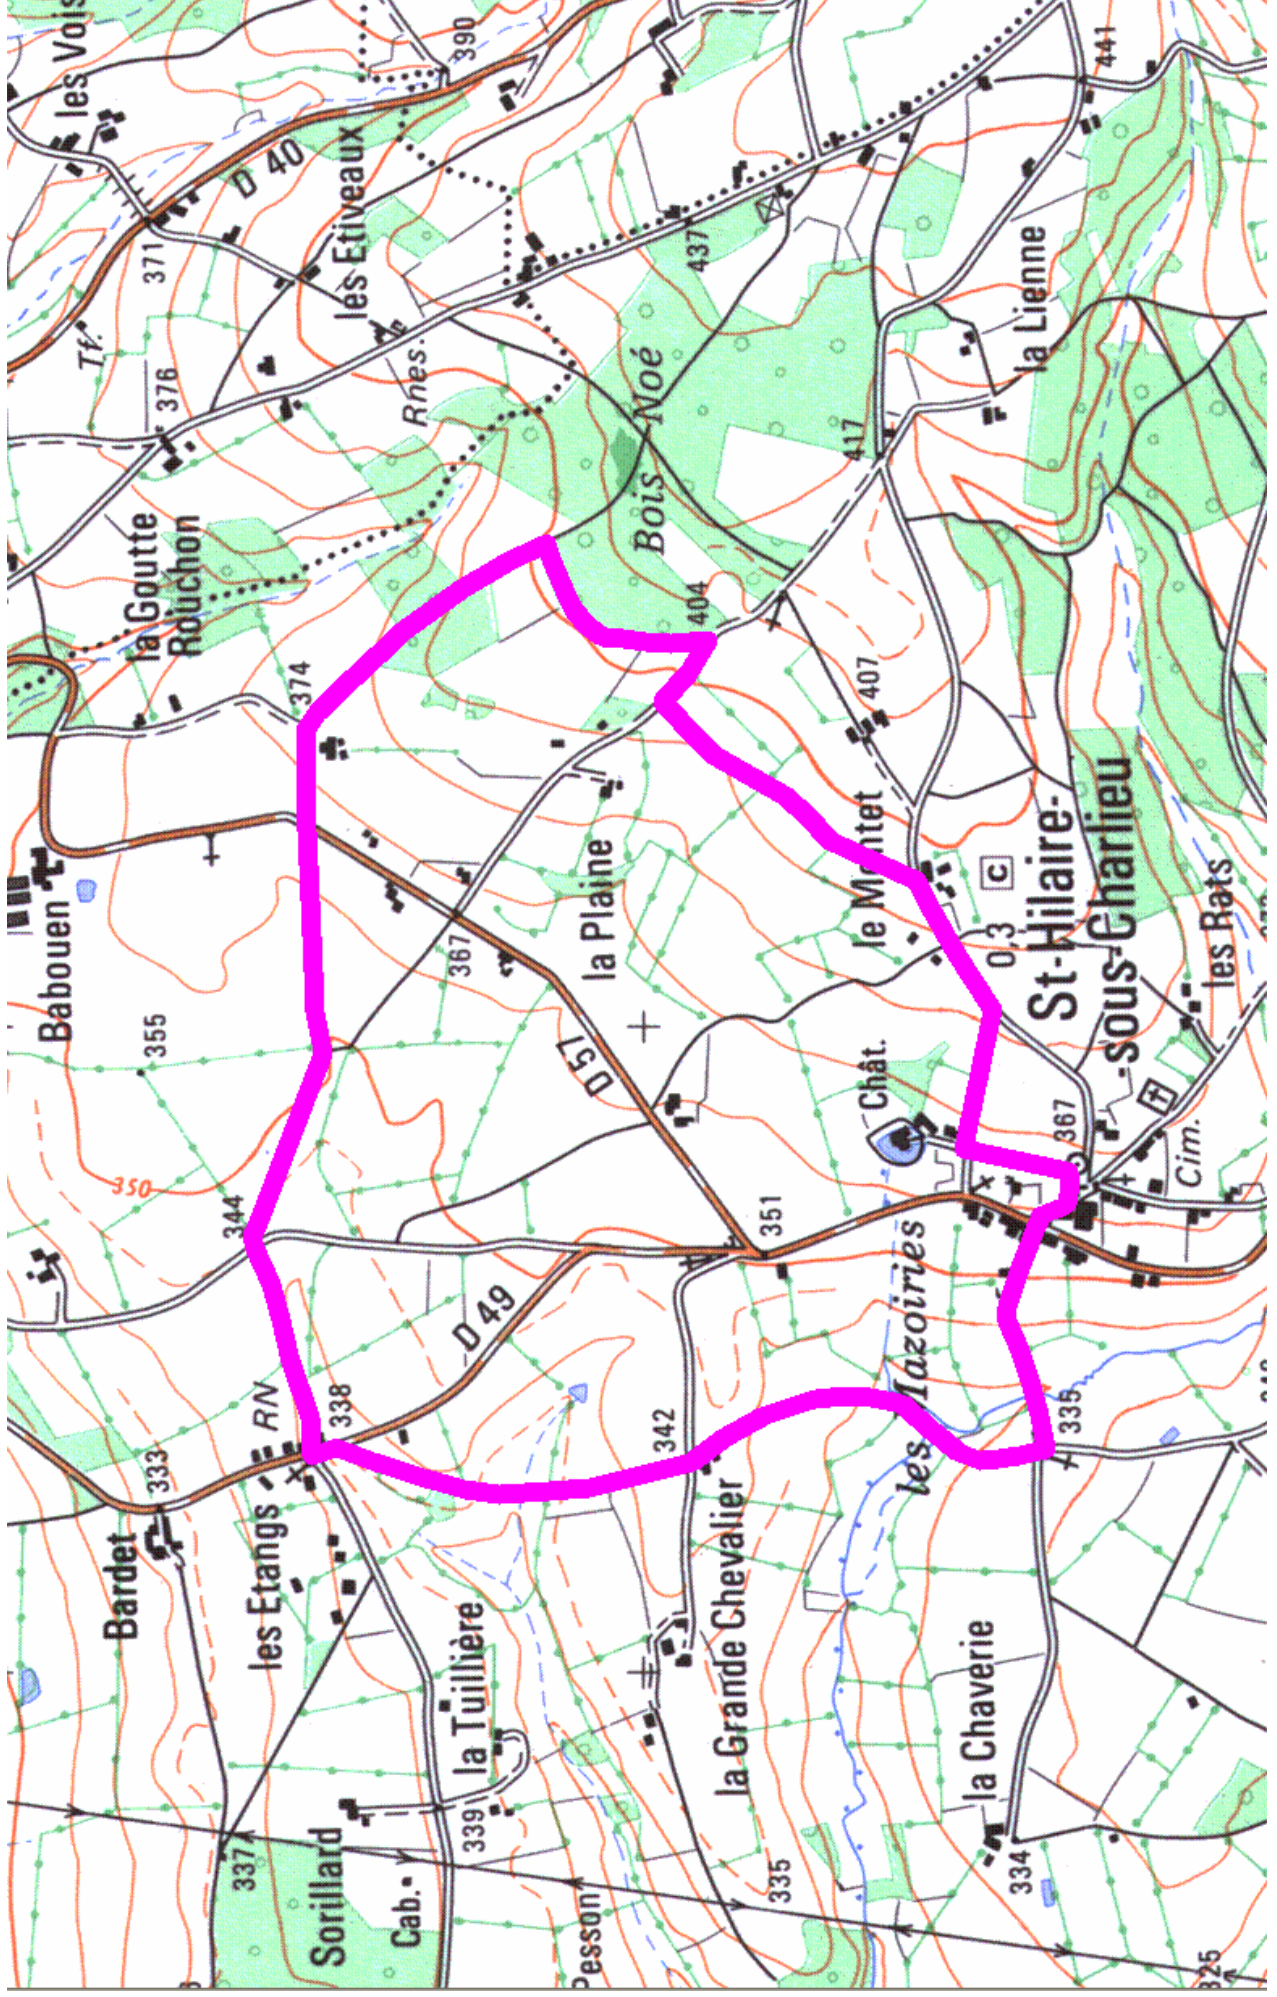 les Vois
390
441
D 40
371
les Etiveaux
Tf.
376
Rnes.
437
la Lienne
Bois Noé
417
la Goutte
Rouchon
404
374
407
Babouen
355
367
la Plaine
le Montet
C
0,3
St-Hilaire-
-sous-Charlieu
les Rats
D 57
Chât.
367
Cim.
350
344
351
D 49
les Mazoiries
RN
338
342
335
333
Bardet
les Etangs
la Tuillière
la Grande Chevalier
la Chaverie
339
337
Sorillard
Cab.
Pesson
335
334
325